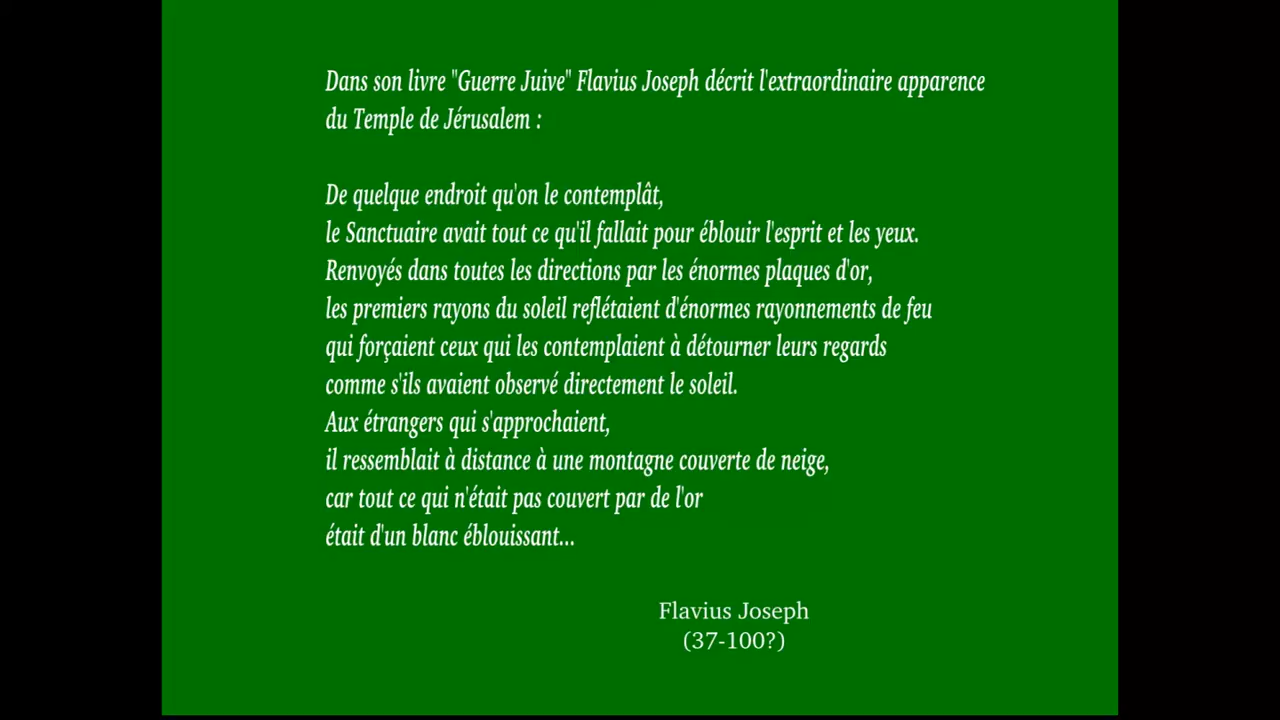 Dans son livre "Guerre Juive" Flavius Joseph décrit l'extraordinaire apparence
du Temple de Jérusalem :
De quelque endroit qu'on le contemplât,
le Sanctuaire avait tout ce qu'il fallait pour éblouir l'esprit et les yeux.
Renvoyés dans toutes les directions par les énormes plaques d'or,
les premiers rayons du soleil reflétaient d'énormes rayonnements de feu
qui forçaient ceux qui les contemplaient à détourner leurs regards
comme s'ils avaient observé directement le soleil.
Aux étrangers qui s'approchaient,
il ressemblait à distance à une montagne couverte de neige,
car tout ce qui n'était pas couvert par de l'or
était d'un blanc éblouissant...
Flavius Joseph
(37-100?)